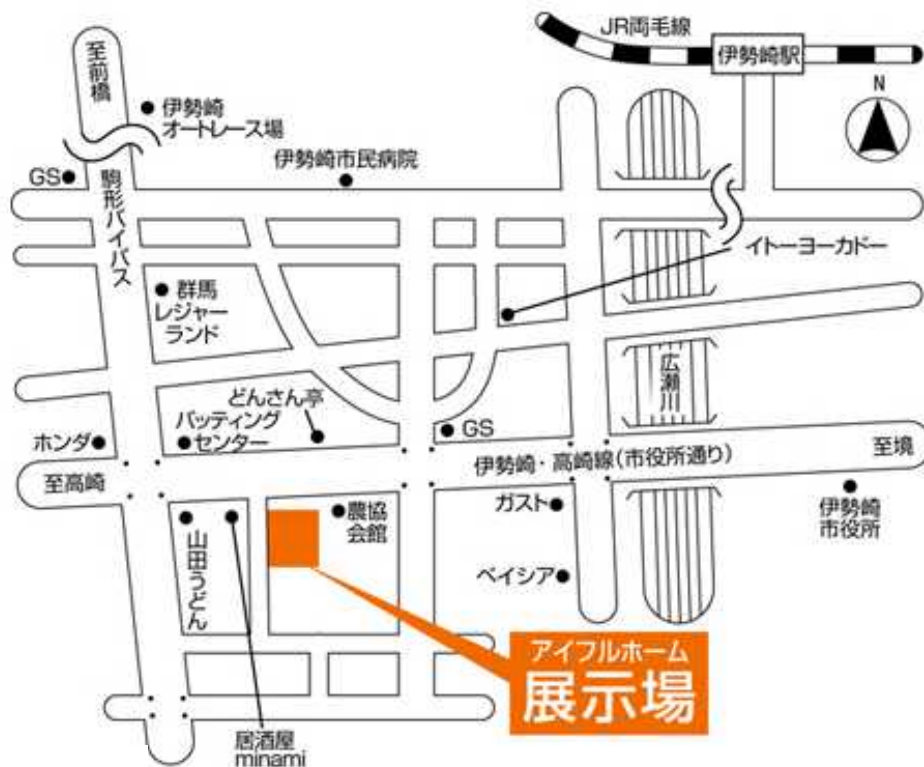 JR両毛線
伊勢崎駅
N
至前橋
伊勢崎
オートレース場
伊勢崎市民病院
GS
駒形バイパス
イトーヨーカドー
群馬
レジャー
ランド
広瀬川
どんさん亭
バッティング
センター
ホンダ
GS
伊勢崎・高崎線(市役所通り)
至境
至高崎
ガスト
伊勢崎
市役所
農協
会館
山田うどん
ベイシア
アイフルホーム
展示場
居酒屋
minami